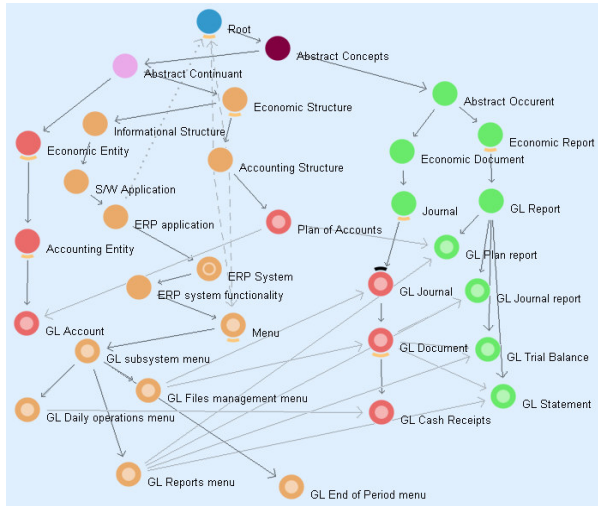 Root
Abstract Concepts
Abstract Continuant
Abstract Occurent
Economic Structure
Informational Structure
Economic Report
Economic Entity
Economic Document
Accounting Structure
S/W Application
GL Report
Journal
ERP application
Plan of Accounts
Accounting Entity
GL Plan report
ERP System
ERP system functionality
GL Journal
GL Journal report
GL Account
Menu
GL Document
GL subsystem menu
GL Trial Balance
GL Files management menu
GL Statement
GL Daily operations menu
GL Cash Receipts
GL Reports menu
GL End of Period menu